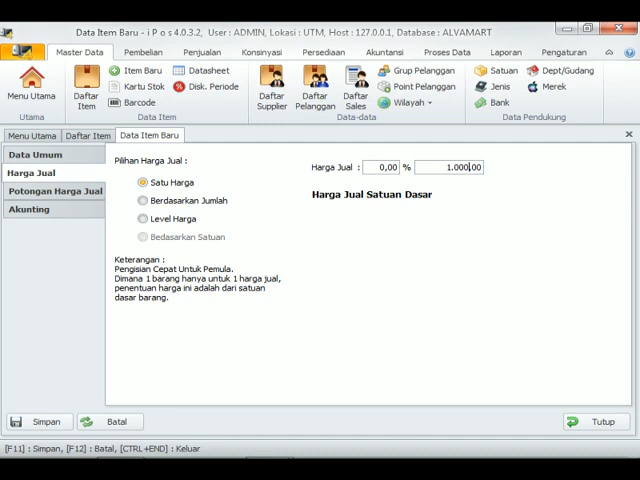 Data Item Baru - i P o s 4.0.3.2, User : ADMIN, Lokasi : UTM, Host : 127.0.0.1, Database : ALVAMART
Master Data Pembelian Penjualan Konsinyasi Persediaan Akuntansi Proses Data Laporan Pengaturan
Menu Utama
Utama
Daftar Item
Item Baru
Kartu Stok
Barcode
Datasheet
Disk. Periode
Data Item
Daftar Supplier
Daftar Pelanggan
Daftar Sales
Grup Pelanggan
Point Pelanggan
Wilayah
Data-data
Satuan
Jenis
Bank
Dept/Gudang
Merek
Data Pendukung
Menu Utama Daftar Item Data Item Baru
Data Umum
Harga Jual
Potongan Harga Jual
Akunting
Pilihan Harga Jual :
Satu Harga
Berdasarkan Jumlah
Level Harga
Bedasarkan Satuan
Keterangan :
Pengisian Cepat Untuk Pemula.
Dimana 1 barang hanya untuk 1 harga jual,
penentuan harga ini adalah dari satuan
dasar barang.
Harga Jual : 0,00 % 1.000,00
Harga Jual Satuan Dasar
Simpan Batal Tutup
[F11] : Simpan, [F12] : Batal, [CTRL+END] : Keluar